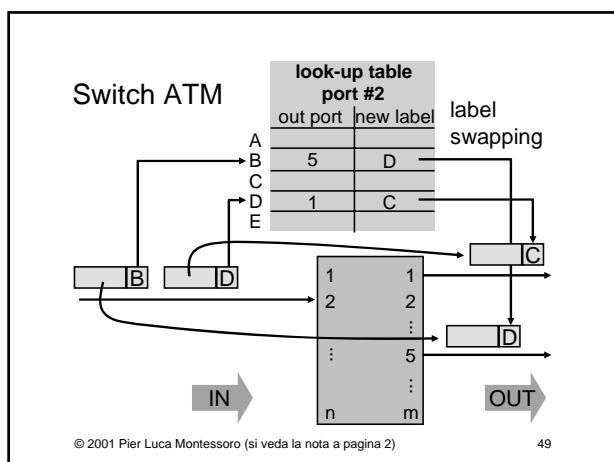 Switch ATM
look-up table
port #2
out port new label
label
swapping
A
B 5 D
C
D 1 C
E
B D
C
1 1
2 2
⋮
D
⋮ 5
⋮
IN
OUT
n m
© 2001 Pier Luca Montessoro (si veda la nota a pagina 2) 49